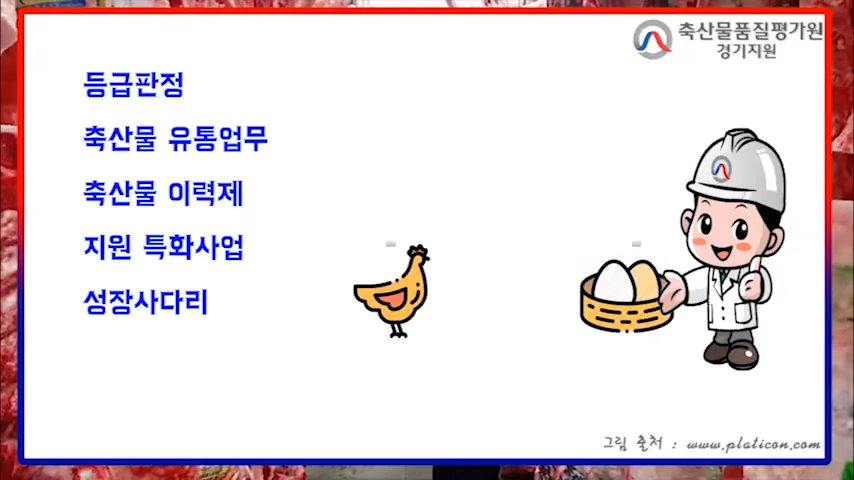 축산물품질평가원
경기지원
등급판정
축산물 유통업무
축산물 이력제
지원 특화사업
성장사다리
그림 출처 : www.platicon.com